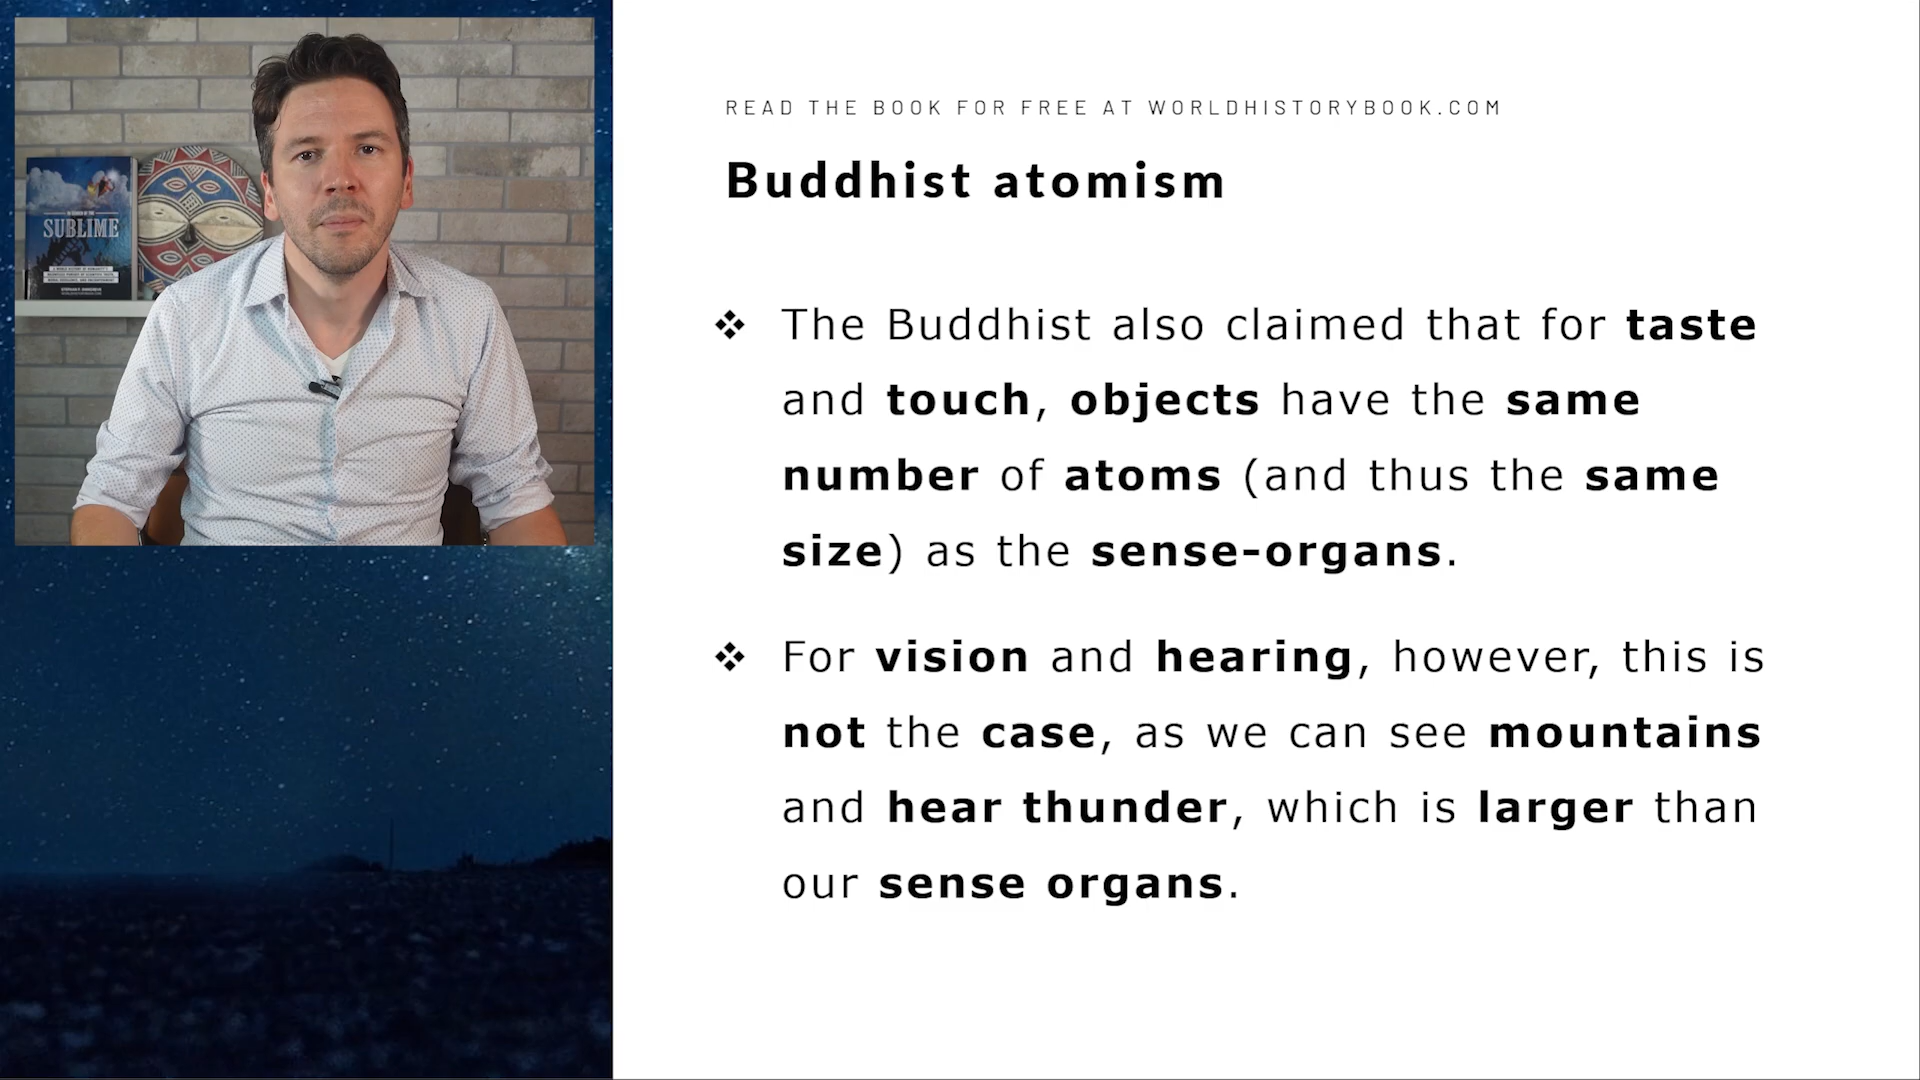 READ THE BOOK FOR FREE AT WORLDHISTORYBOOK.COM
Buddhist atomism
The Buddhist also claimed that for taste
and touch, objects have the same
number of atoms (and thus the same
size) as the sense-organs.
For vision and hearing, however, this is
not the case, as we can see mountains
and hear thunder, which is larger than
our sense organs.
SUBLIME